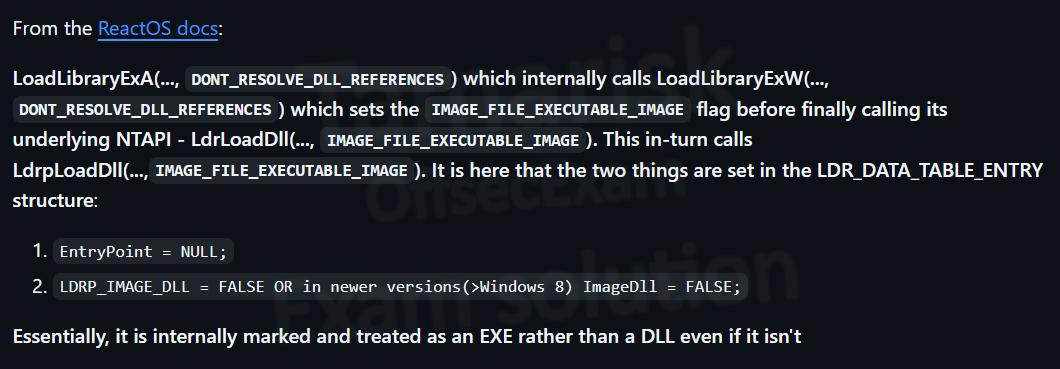 From the ReactOS docs:
LoadLibraryExA(..., DONT_RESOLVE_DLL_REFERENCES ) which internally calls LoadLibraryExW(...,
DONT_RESOLVE_DLL_REFERENCES ) which sets the IMAGE_FILE_EXECUTABLE_IMAGE flag before finally calling its
underlying NTAPI - LdrLoadDll(..., IMAGE_FILE_EXECUTABLE_IMAGE ). This in-turn calls
LdrpLoadDll(..., IMAGE_FILE_EXECUTABLE_IMAGE ). It is here that the two things are set in the LDR_DATA_TABLE_ENTRY
structure:
1. EntryPoint = NULL;
2. LDRP_IMAGE_DLL = FALSE OR in newer versions(>Windows 8) ImageDll = FALSE;
Essentially, it is internally marked and treated as an EXE rather than a DLL even if it isn't
OffsecExam
Exam solution